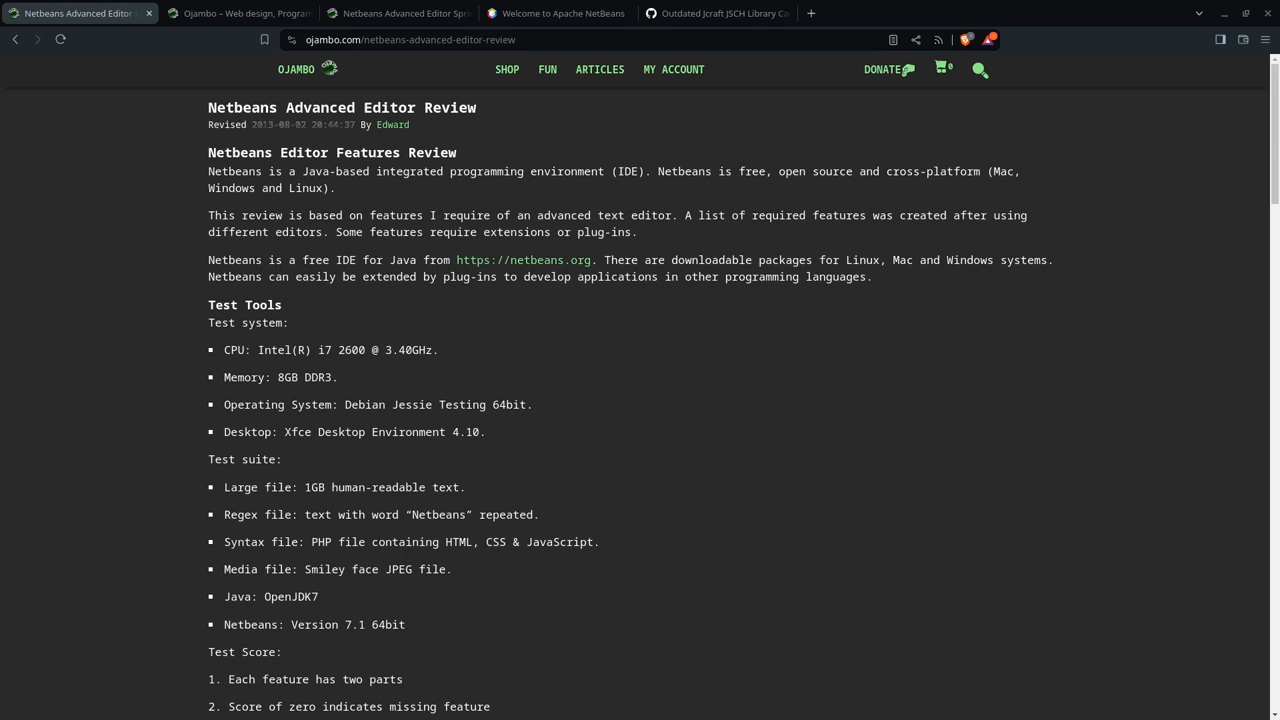 Netbeans Advanced Editor
Ojambo – Web design, Program
Netbeans Advanced Editor Spri
Welcome to Apache NetBeans
Outdated Jcraft JSCH Library Ca
ojambo.com/netbeans-advanced-editor-review
OJAMBO
SHOP
FUN
ARTICLES
MY ACCOUNT
DONATE
0
Netbeans Advanced Editor Review
Revised 2013-08-02 20:44:37 By Edward
Netbeans Editor Features Review
Netbeans is a Java-based integrated programming environment (IDE). Netbeans is free, open source and cross-platform (Mac,
Windows and Linux).
This review is based on features I require of an advanced text editor. A list of required features was created after using
different editors. Some features require extensions or plug-ins.
Netbeans is a free IDE for Java from https://netbeans.org. There are downloadable packages for Linux, Mac and Windows systems.
Netbeans can easily be extended by plug-ins to develop applications in other programming languages.
Test Tools
Test system:
▪ CPU: Intel(R) i7 2600 @ 3.40GHz.
▪ Memory: 8GB DDR3.
▪ Operating System: Debian Jessie Testing 64bit.
▪ Desktop: Xfce Desktop Environment 4.10.
Test suite:
▪ Large file: 1GB human-readable text.
▪ Regex file: text with word “Netbeans” repeated.
▪ Syntax file: PHP file containing HTML, CSS & JavaScript.
▪ Media file: Smiley face JPEG file.
▪ Java: OpenJDK7
▪ Netbeans: Version 7.1 64bit
Test Score:
1. Each feature has two parts
2. Score of zero indicates missing feature